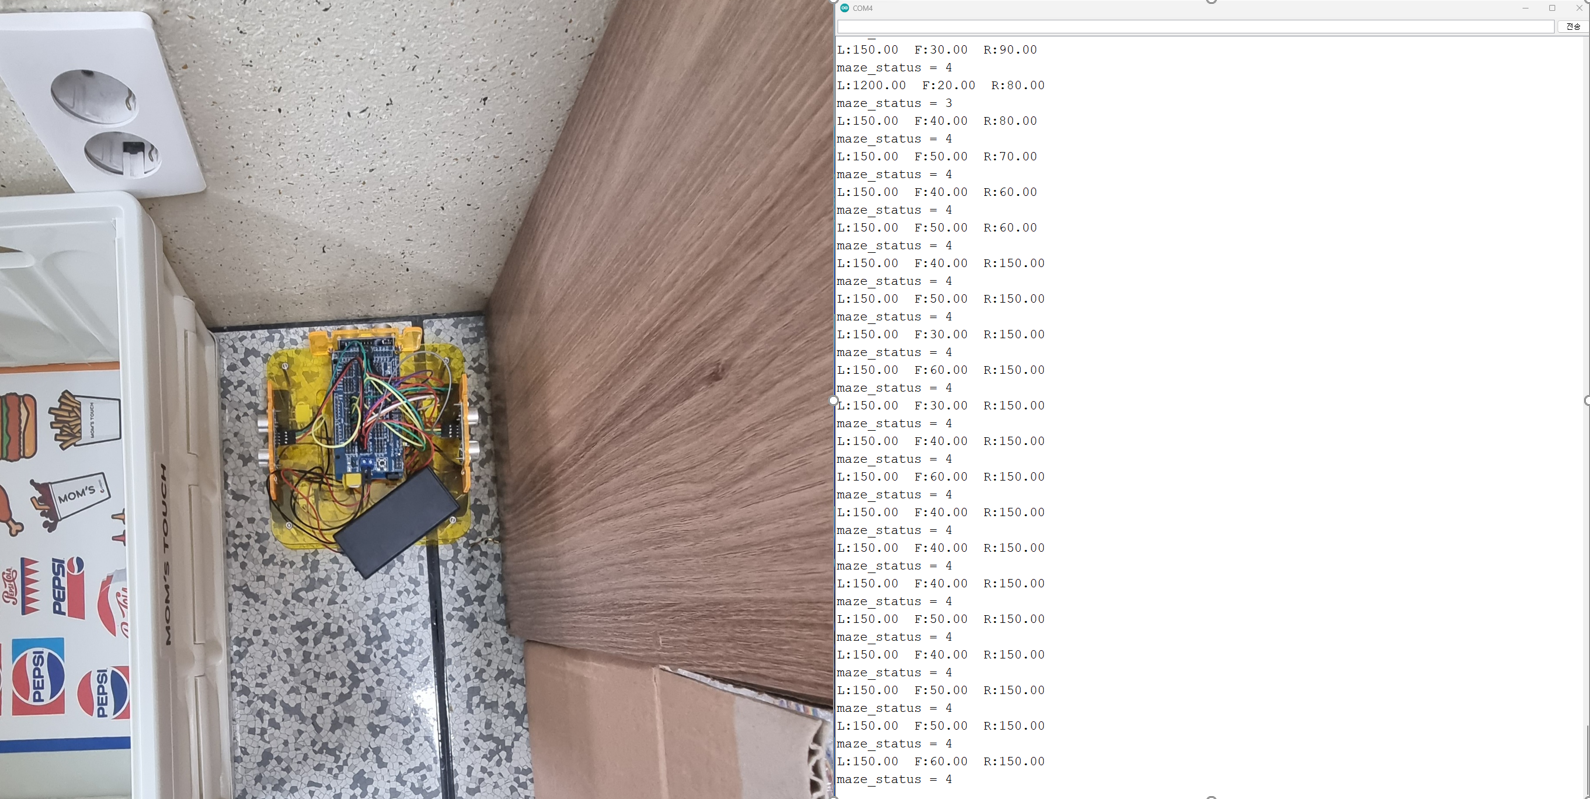 MOM'S TOUCH
MOM'S
MOM'S TOUCH
PEPSI
PEPSI
PEPSI
COM4
전송
L:150.00  F:30.00  R:90.00
maze_status = 4
L:1200.00  F:20.00  R:80.00
maze_status = 3
L:150.00  F:40.00  R:80.00
maze_status = 4
L:150.00  F:50.00  R:70.00
maze_status = 4
L:150.00  F:40.00  R:60.00
maze_status = 4
L:150.00  F:50.00  R:60.00
maze_status = 4
L:150.00  F:40.00  R:150.00
maze_status = 4
L:150.00  F:50.00  R:150.00
maze_status = 4
L:150.00  F:30.00  R:150.00
maze_status = 4
L:150.00  F:60.00  R:150.00
maze_status = 4
L:150.00  F:30.00  R:150.00
maze_status = 4
L:150.00  F:40.00  R:150.00
maze_status = 4
L:150.00  F:60.00  R:150.00
maze_status = 4
L:150.00  F:40.00  R:150.00
maze_status = 4
L:150.00  F:40.00  R:150.00
maze_status = 4
L:150.00  F:40.00  R:150.00
maze_status = 4
L:150.00  F:50.00  R:150.00
maze_status = 4
L:150.00  F:40.00  R:150.00
maze_status = 4
L:150.00  F:50.00  R:150.00
maze_status = 4
L:150.00  F:50.00  R:150.00
maze_status = 4
L:150.00  F:60.00  R:150.00
maze_status = 4